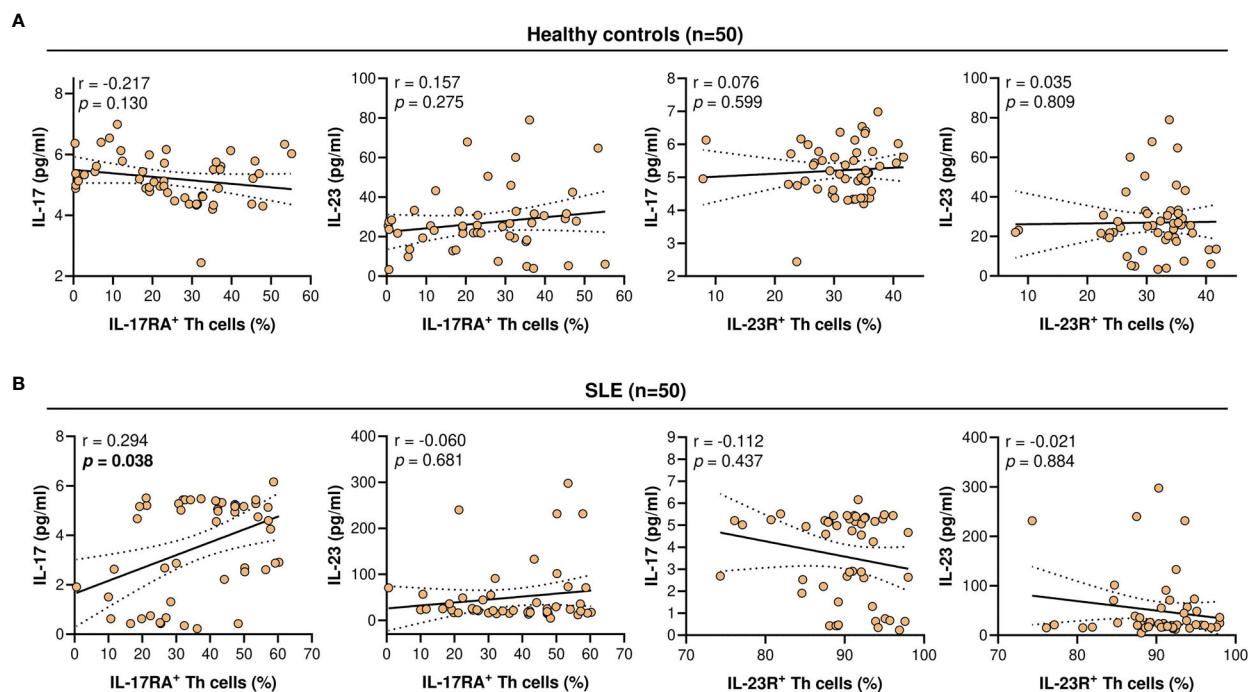 A
Healthy controls (n=50)
r = -0.217
p = 0.130
IL-17 (pg/ml)
8
6
4
2
0 10 20 30 40 50 60
IL-17RA+ Th cells (%)
r = 0.157
p = 0.275
IL-23 (pg/ml)
100
80
60
40
20
0
0 10 20 30 40 50 60
IL-17RA+ Th cells (%)
r = 0.076
p = 0.599
IL-17 (pg/ml)
8
7
6
5
4
3
2
10 20 30 40
IL-23R+ Th cells (%)
r = 0.035
p = 0.809
IL-23 (pg/ml)
100
80
60
40
20
0
10 20 30 40
IL-23R+ Th cells (%)
B
SLE (n=50)
r = 0.294
p = 0.038
IL-17 (pg/ml)
8
6
4
2
0
0 10 20 30 40 50 60 70
IL-17RA+ Th cells (%)
r = -0.060
p = 0.681
IL-23 (pg/ml)
400
300
200
100
0
0 10 20 30 40 50 60 70
IL-17RA+ Th cells (%)
r = -0.112
p = 0.437
IL-17 (pg/ml)
9
8
7
6
5
4
3
2
1
0
70 80 90 100
IL-23R+ Th cells (%)
r = -0.021
p = 0.884
IL-23 (pg/ml)
400
300
200
100
0
70 80 90 100
IL-23R+ Th cells (%)